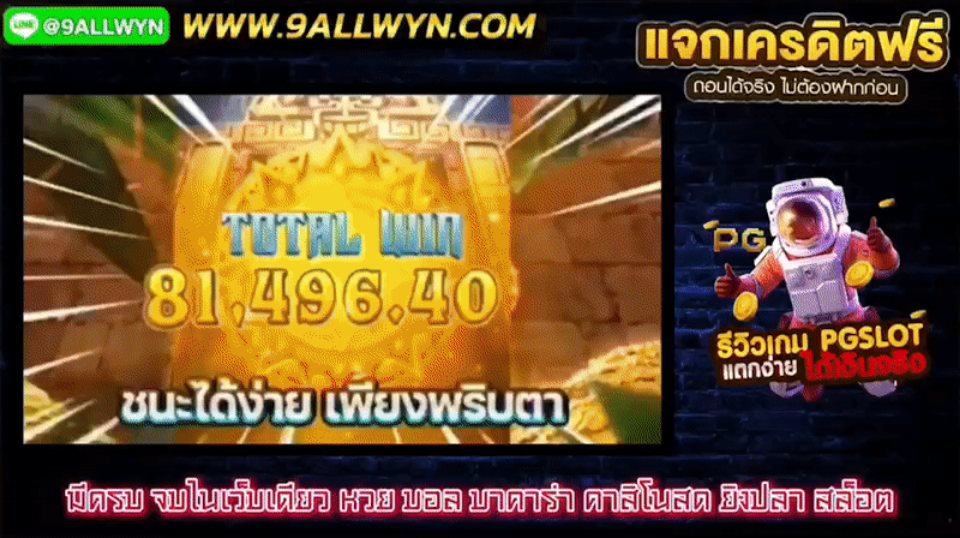 LINE @9ALLWYN
WWW.9ALLWYN.COM
แจกเครดิตฟรี
ถอนได้จริง ไม่ต้องฝากก่อน
TOTAL WIN
81,496.40
ชนะได้ง่าย เพียงพริบตา
PG
รีวิวเกม PGSLOT
แตกง่าย ได้เงินจริง
มีครบ จบในเว็บเดียว หวย บอล บาคาร่า คาสิโนสด ยิงปลา สล็อต